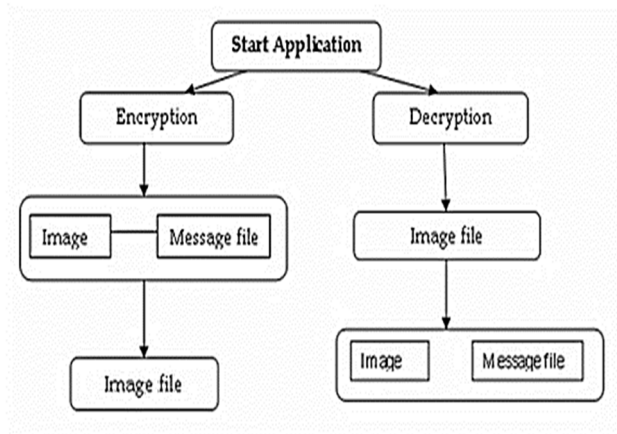 Start Application
Encryption
Decryption
Image
Message file
Image file
Image file
Image
Message file